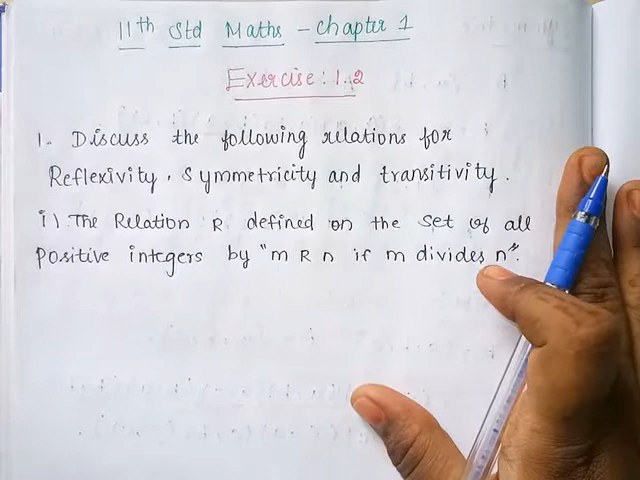 11th Std Maths - Chapter 1
Exercise: 1.2
1. Discuss the following relations for
Reflexivity, Symmetricity and transitivity.
i) The Relation R defined on the set of all
positive integers by "m R n if m divides n".